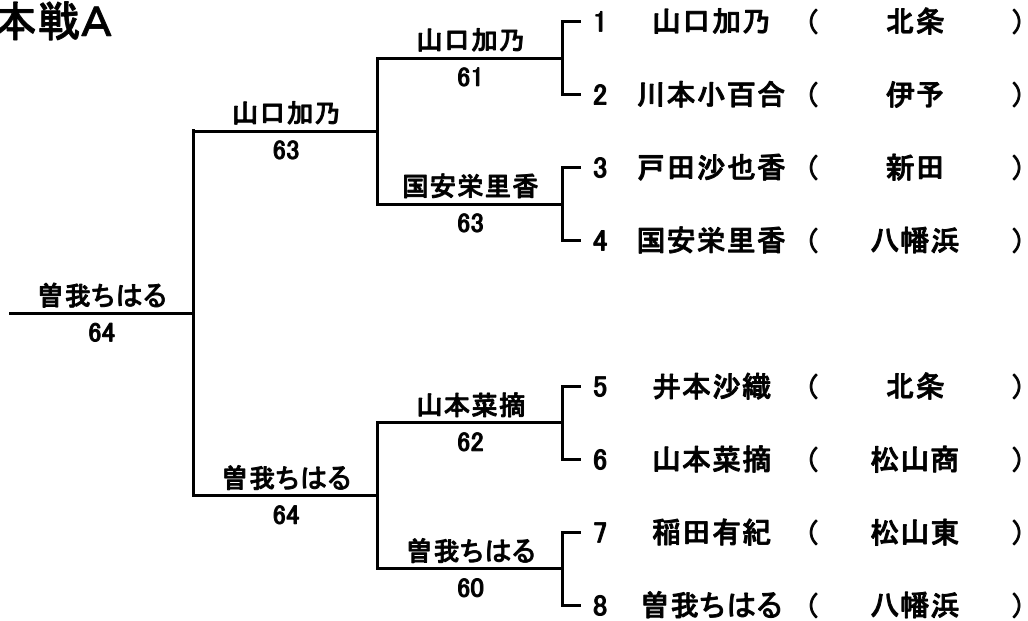 本戦A
1 山口加乃 ( 北条 )
山口加乃
61
2 川本小百合 ( 伊予 )
山口加乃
63
3 戸田沙也香 ( 新田 )
国安栄里香
63
4 国安栄里香 ( 八幡浜 )
曽我ちはる
64
5 井本沙織 ( 北条 )
山本菜摘
62
6 山本菜摘 ( 松山商 )
曽我ちはる
64
7 稲田有紀 ( 松山東 )
曽我ちはる
60
8 曽我ちはる ( 八幡浜 )